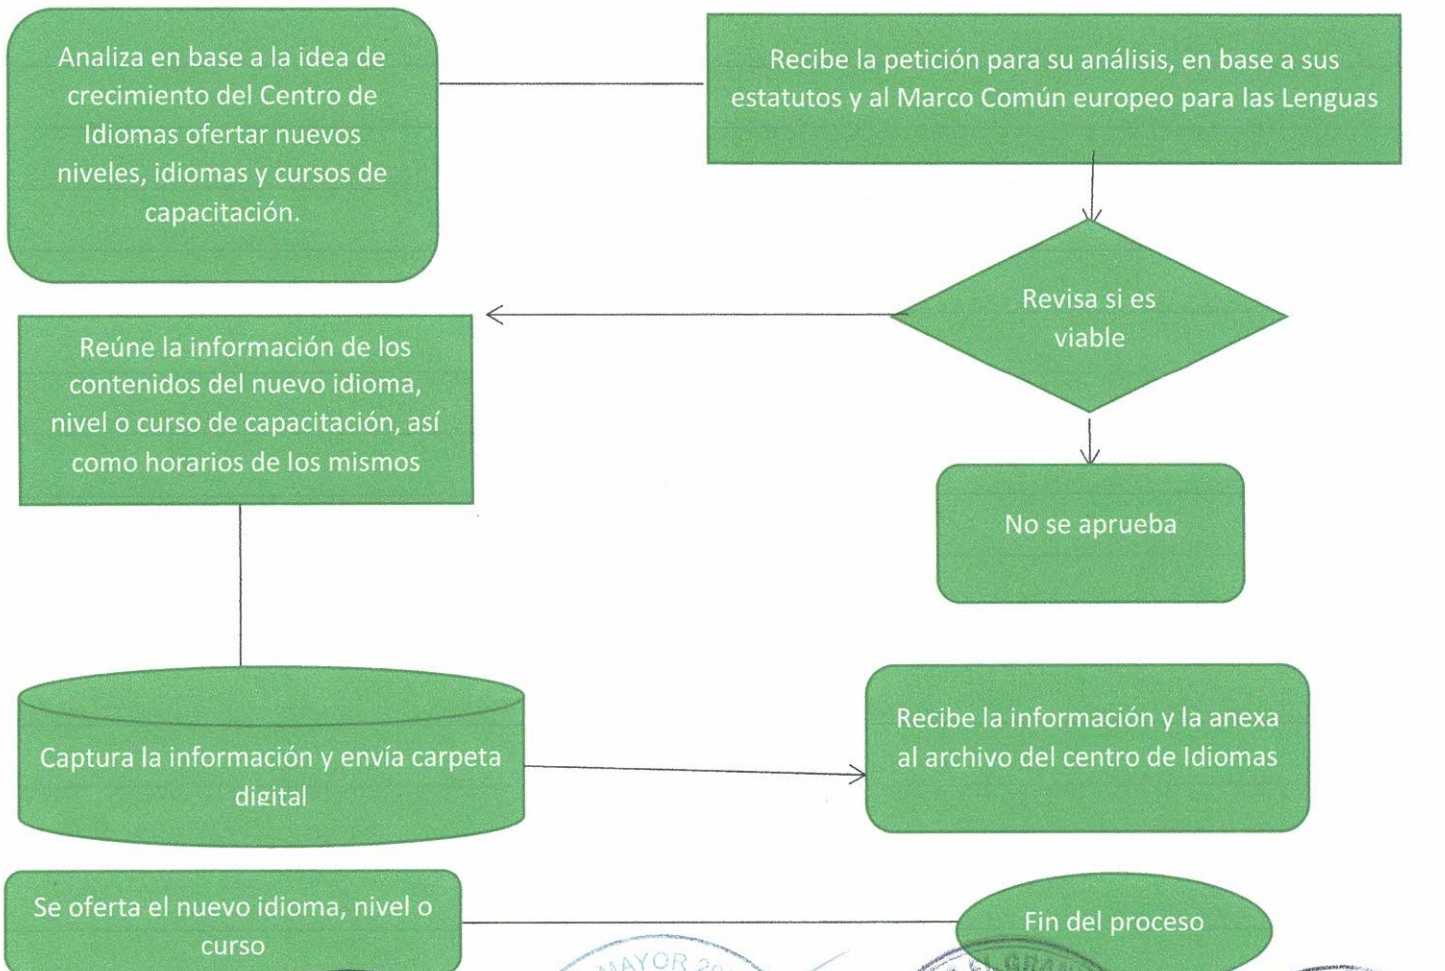 Analiza en base a la idea de
crecimiento del Centro de
Idiomas ofertar nuevos
niveles, idiomas y cursos de
capacitación.
Recibe la petición para su análisis, en base a sus
estatutos y al Marco Común europeo para las Lenguas
Revisa si es
viable
Reúne la información de los
contenidos del nuevo idioma,
nivel o curso de capacitación, así
como horarios de los mismos
No se aprueba
Captura la información y envía carpeta
digital
Recibe la información y la anexa
al archivo del centro de Idiomas
Se oferta el nuevo idioma, nivel o
curso
Fin del proceso
MAYOR
EL